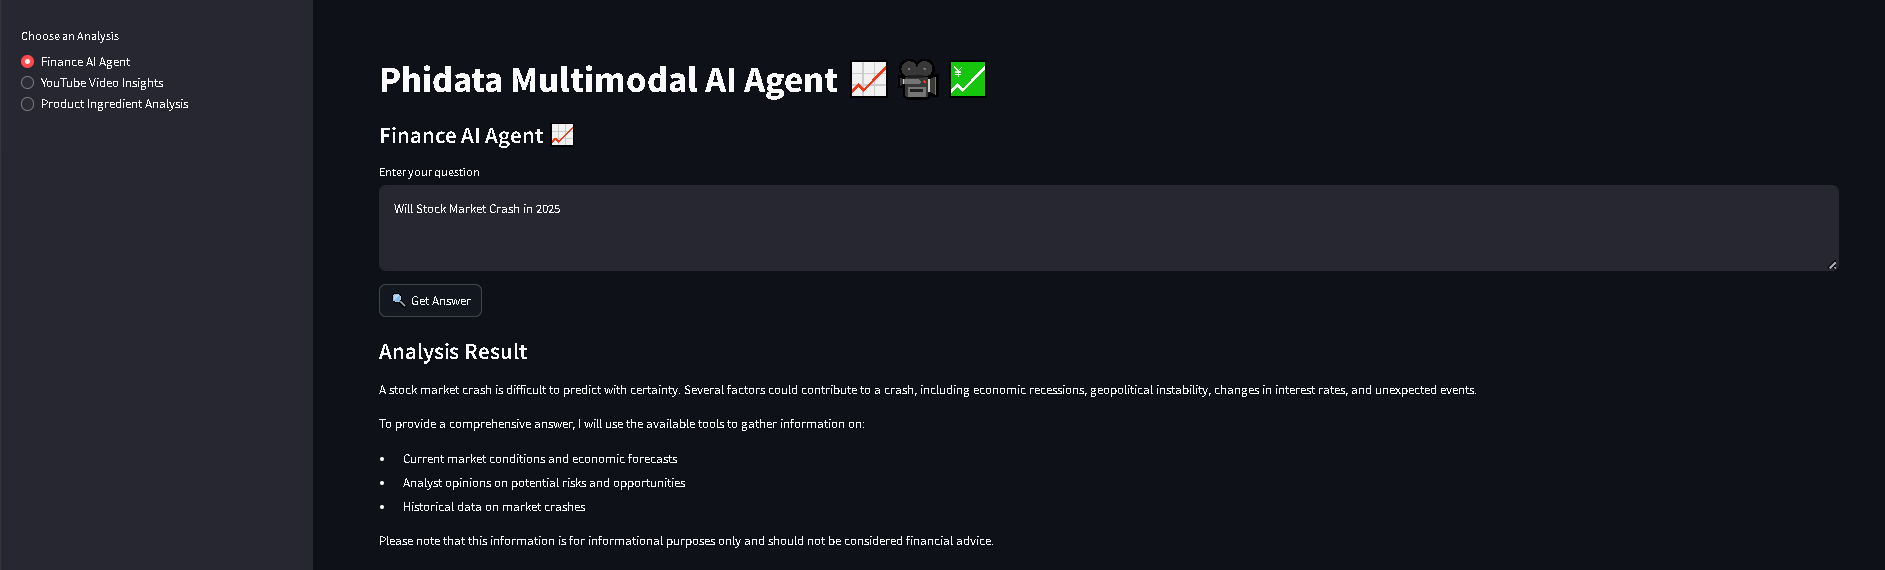 Choose an Analysis
Finance AI Agent
YouTube Video Insights
Product Ingredient Analysis
Phidata Multimodal AI Agent 📈 🎥 💹
Finance AI Agent 📈
Enter your question
Will Stock Market Crash in 2025
🔍 Get Answer
Analysis Result
A stock market crash is difficult to predict with certainty. Several factors could contribute to a crash, including economic recessions, geopolitical instability, changes in interest rates, and unexpected events.
To provide a comprehensive answer, I will use the available tools to gather information on:
• Current market conditions and economic forecasts
• Analyst opinions on potential risks and opportunities
• Historical data on market crashes
Please note that this information is for informational purposes only and should not be considered financial advice.